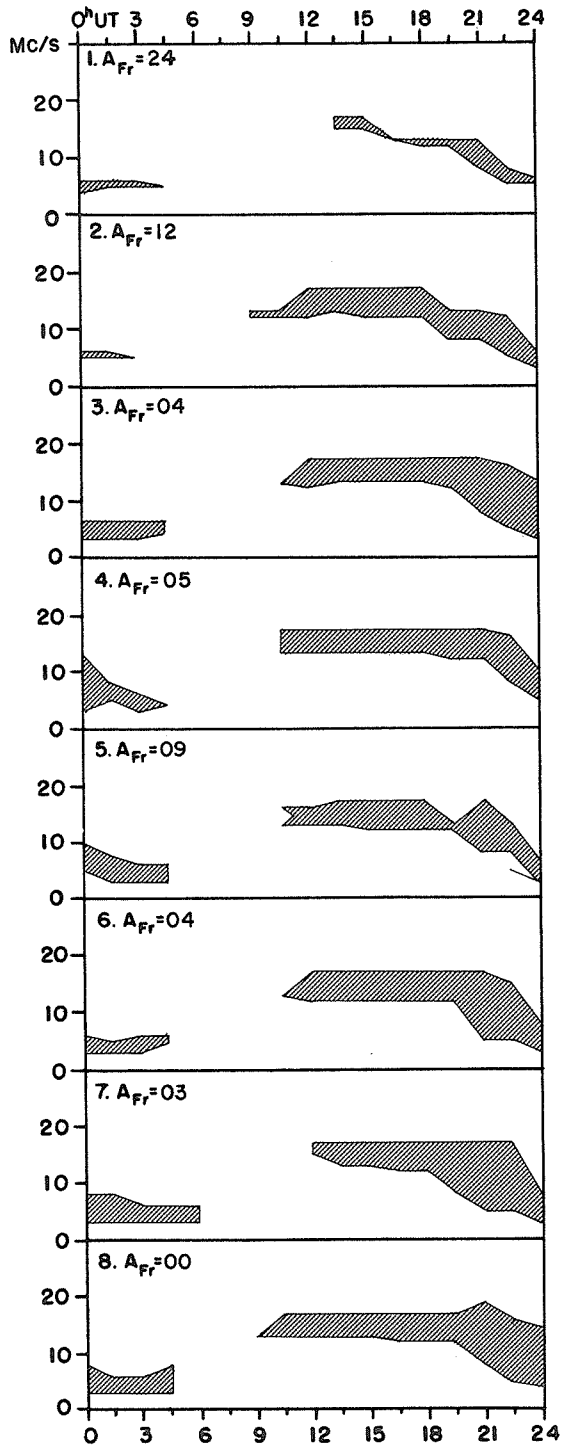 0ʰUT 3 6 9 12 15 18 21 24
Mc/s
1. A_Fr=24
20
10
0
2. A_Fr=12
20
10
0
3. A_Fr=04
20
10
0
4. A_Fr=05
20
10
0
5. A_Fr=09
20
10
0
6. A_Fr=04
20
10
0
7. A_Fr=03
20
10
0
8. A_Fr=00
20
10
0
0 3 6 9 12 15 18 21 24